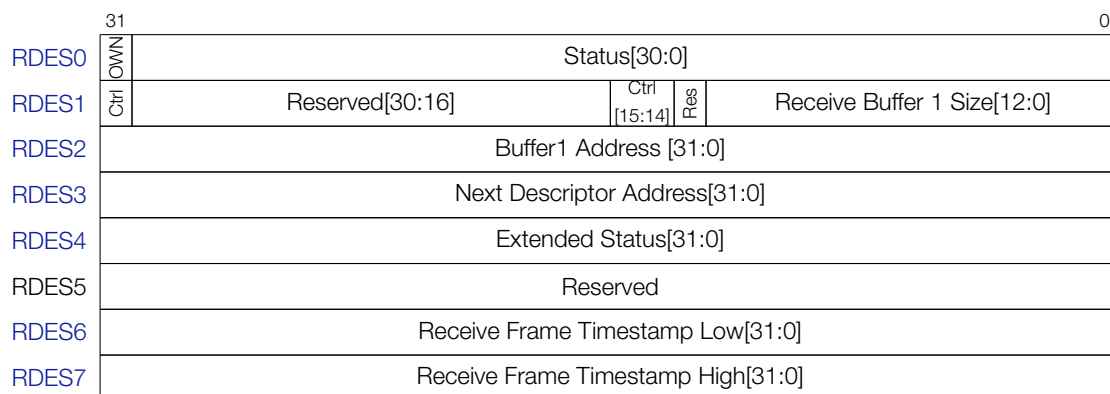 31 0
RDES0 OWN Status[30:0]
RDES1 Ctrl Reserved[30:16] Ctrl [15:14] Res Receive Buffer 1 Size[12:0]
RDES2 Buffer1 Address [31:0]
RDES3 Next Descriptor Address[31:0]
RDES4 Extended Status[31:0]
RDES5 Reserved
RDES6 Receive Frame Timestamp Low[31:0]
RDES7 Receive Frame Timestamp High[31:0]